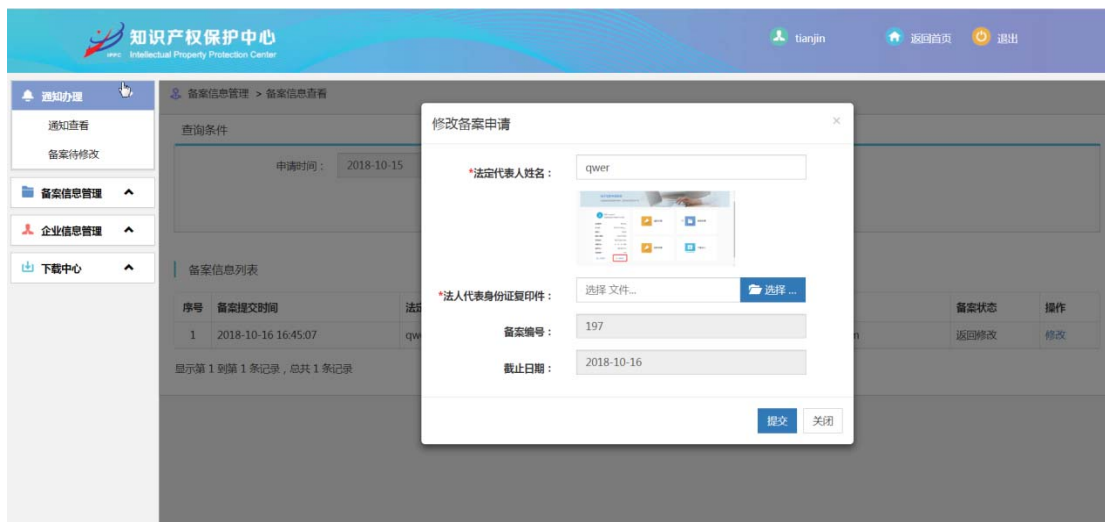 知识产权保护中心
IPPC Intellectual Property Protection Center
tianjin
返回首页
退出
通知办理
通知查看
备案待修改
备案信息管理
企业信息管理
下载中心
备案信息管理 > 备案信息查看
查询条件
申请时间： 2018-10-15
备案信息列表
序号 备案提交时间 法定 备案状态 操作
1 2018-10-16 16:45:07 qw n 返回修改 修改
显示第 1 到第 1 条记录，总共 1 条记录
修改备案申请 ×
*法定代表人姓名： qwer
*法人代表身份证复印件： 选择 文件... 选择 ...
备案编号： 197
截止日期： 2018-10-16
提交 关闭